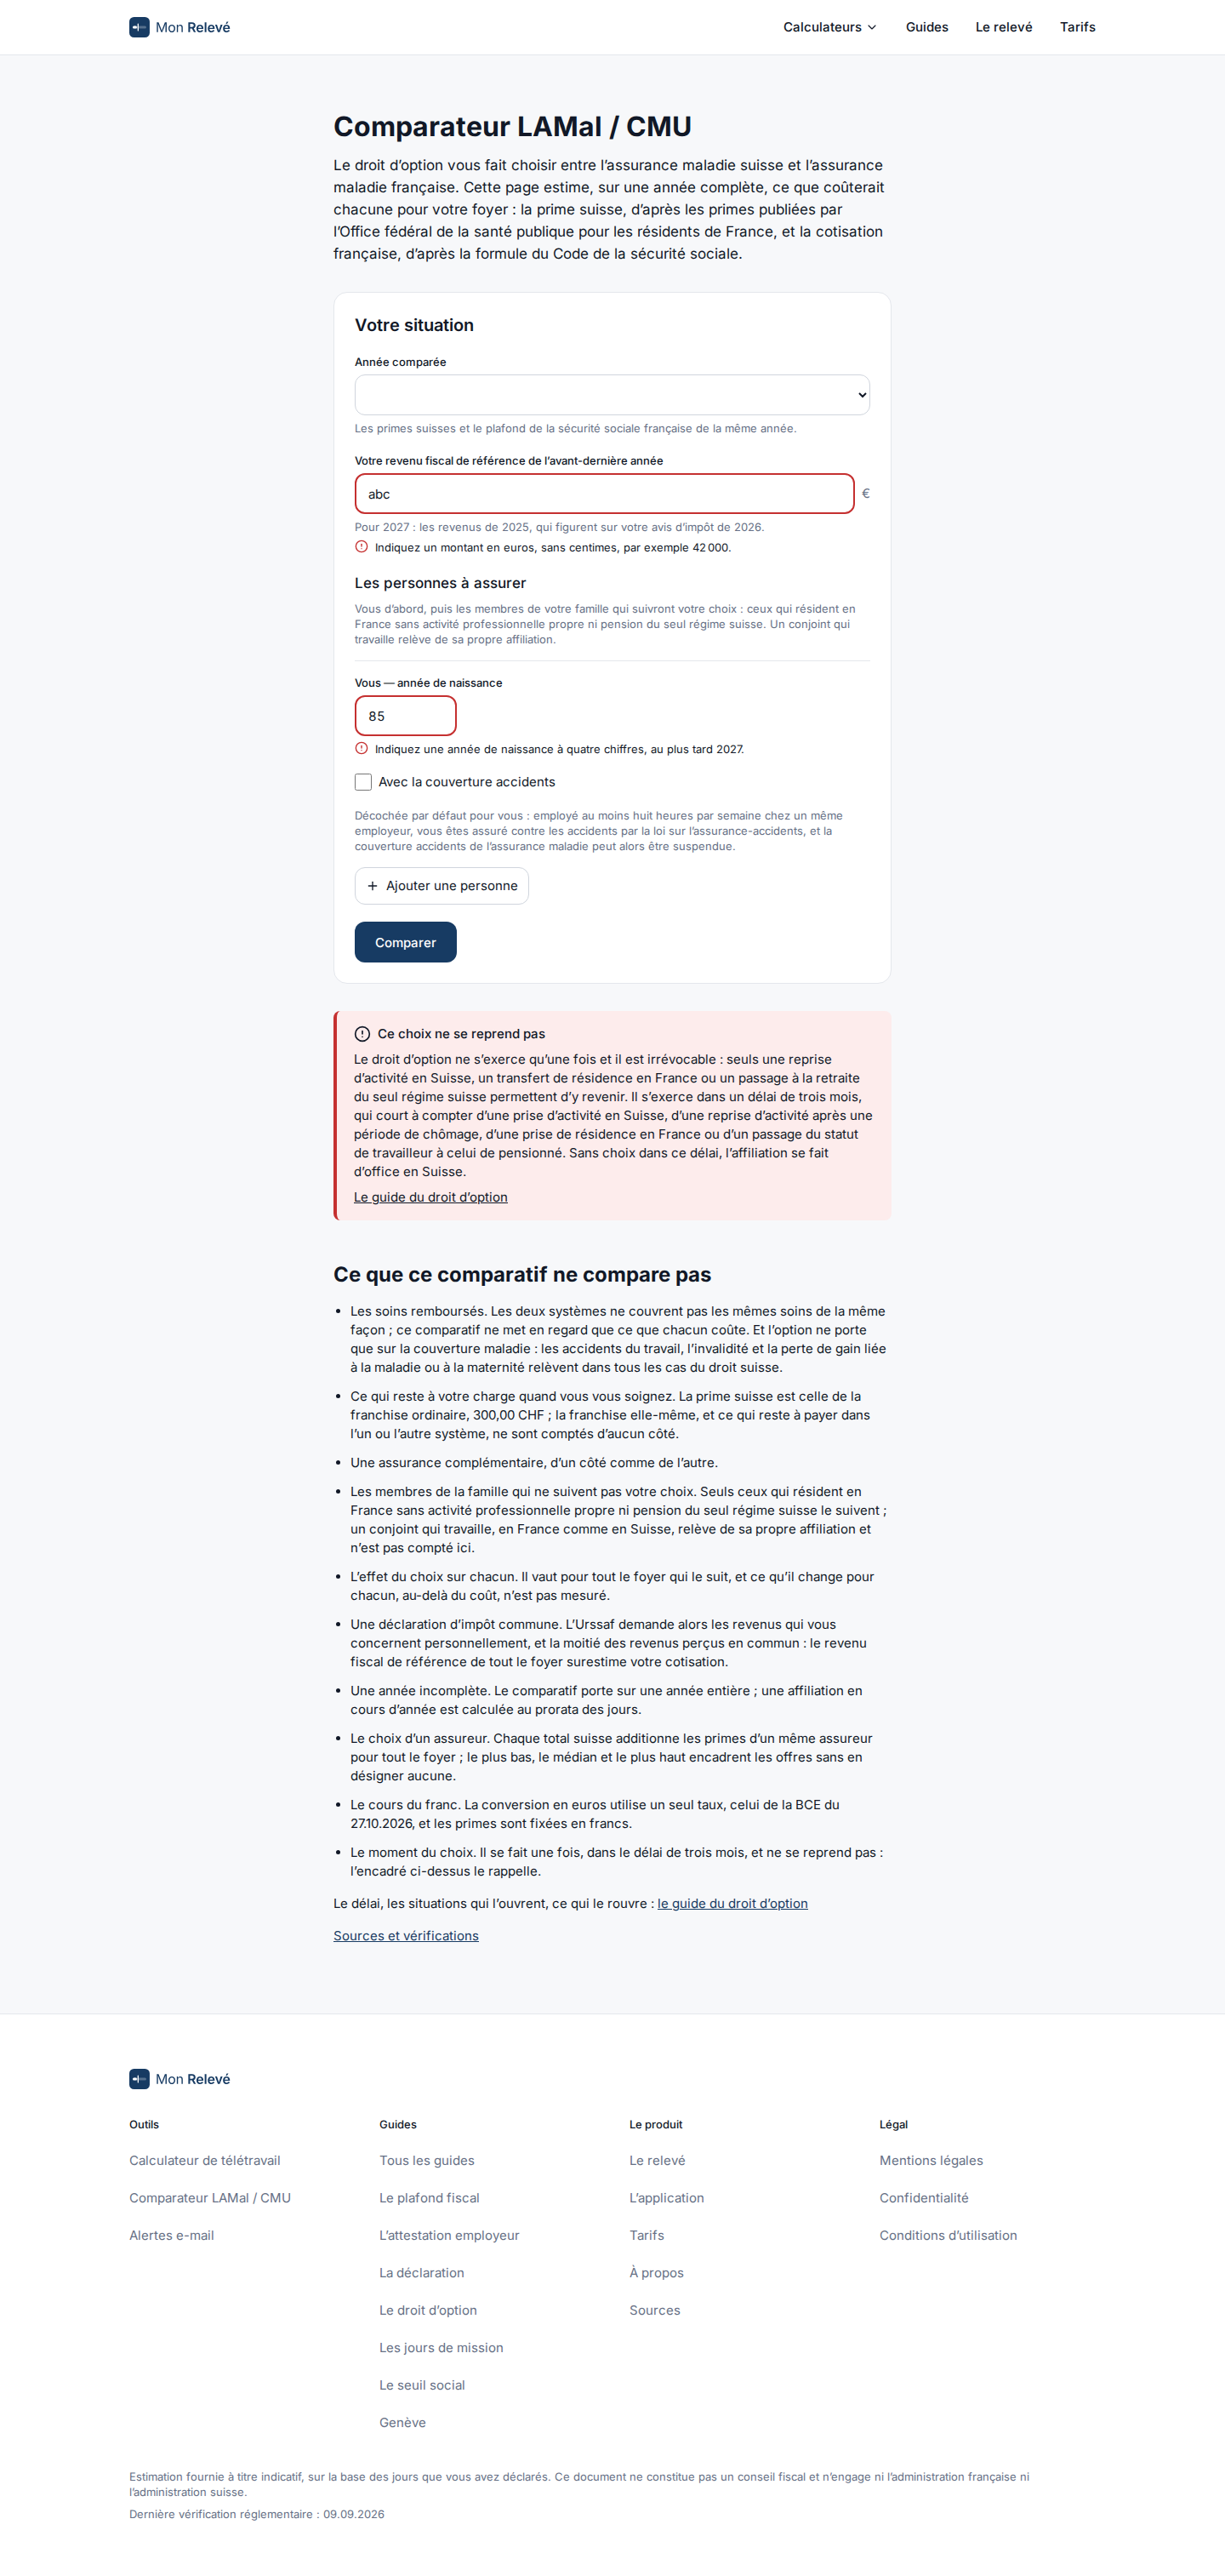 Mon Relevé
Calculateurs
Guides
Le relevé
Tarifs
Comparateur LAMal / CMU
Le droit d’option vous fait choisir entre l’assurance maladie suisse et l’assurance
maladie française. Cette page estime, sur une année complète, ce que coûterait
chacune pour votre foyer : la prime suisse, d’après les primes publiées par
l’Office fédéral de la santé publique pour les résidents de France, et la cotisation
française, d’après la formule du Code de la sécurité sociale.
Votre situation
Année comparée
Les primes suisses et le plafond de la sécurité sociale française de la même année.
Votre revenu fiscal de référence de l’avant-dernière année
abc
€
Pour 2027 : les revenus de 2025, qui figurent sur votre avis d’impôt de 2026.
Indiquez un montant en euros, sans centimes, par exemple 42 000.
Les personnes à assurer
Vous d’abord, puis les membres de votre famille qui suivront votre choix : ceux qui résident en
France sans activité professionnelle propre ni pension du seul régime suisse. Un conjoint qui
travaille relève de sa propre affiliation.
Vous — année de naissance
85
Indiquez une année de naissance à quatre chiffres, au plus tard 2027.
Avec la couverture accidents
Décochée par défaut pour vous : employé au moins huit heures par semaine chez un même
employeur, vous êtes assuré contre les accidents par la loi sur l’assurance-accidents, et la
couverture accidents de l’assurance maladie peut alors être suspendue.
Ajouter une personne
Comparer
Ce choix ne se reprend pas
Le droit d’option ne s’exerce qu’une fois et il est irrévocable : seuls une reprise
d’activité en Suisse, un transfert de résidence en France ou un passage à la retraite
du seul régime suisse permettent d’y revenir. Il s’exerce dans un délai de trois mois,
qui court à compter d’une prise d’activité en Suisse, d’une reprise d’activité après une
période de chômage, d’une prise de résidence en France ou d’un passage du statut
de travailleur à celui de pensionné. Sans choix dans ce délai, l’affiliation se fait
d’office en Suisse.
Le guide du droit d’option
Ce que ce comparatif ne compare pas
• Les soins remboursés. Les deux systèmes ne couvrent pas les mêmes soins de la même
façon ; ce comparatif ne met en regard que ce que chacun coûte. Et l’option ne porte
que sur la couverture maladie : les accidents du travail, l’invalidité et la perte de gain liée
à la maladie ou à la maternité relèvent dans tous les cas du droit suisse.
• Ce qui reste à votre charge quand vous vous soignez. La prime suisse est celle de la
franchise ordinaire, 300,00 CHF ; la franchise elle-même, et ce qui reste à payer dans
l’un ou l’autre système, ne sont comptés d’aucun côté.
• Une assurance complémentaire, d’un côté comme de l’autre.
• Les membres de la famille qui ne suivent pas votre choix. Seuls ceux qui résident en
France sans activité professionnelle propre ni pension du seul régime suisse le suivent ;
un conjoint qui travaille, en France comme en Suisse, relève de sa propre affiliation et
n’est pas compté ici.
• L’effet du choix sur chacun. Il vaut pour tout le foyer qui le suit, et ce qu’il change pour
chacun, au-delà du coût, n’est pas mesuré.
• Une déclaration d’impôt commune. L’Urssaf demande alors les revenus qui vous
concernent personnellement, et la moitié des revenus perçus en commun : le revenu
fiscal de référence de tout le foyer surestime votre cotisation.
• Une année incomplète. Le comparatif porte sur une année entière ; une affiliation en
cours d’année est calculée au prorata des jours.
• Le choix d’un assureur. Chaque total suisse additionne les primes d’un même assureur
pour tout le foyer ; le plus bas, le médian et le plus haut encadrent les offres sans en
désigner aucune.
• Le cours du franc. La conversion en euros utilise un seul taux, celui de la BCE du
27.10.2026, et les primes sont fixées en francs.
• Le moment du choix. Il se fait une fois, dans le délai de trois mois, et ne se reprend pas :
l’encadré ci-dessus le rappelle.
Le délai, les situations qui l’ouvrent, ce qui le rouvre : le guide du droit d’option
Sources et vérifications
Mon Relevé
Outils
Calculateur de télétravail
Comparateur LAMal / CMU
Alertes e-mail
Guides
Tous les guides
Le plafond fiscal
L’attestation employeur
La déclaration
Le droit d’option
Les jours de mission
Le seuil social
Genève
Le produit
Le relevé
L’application
Tarifs
À propos
Sources
Légal
Mentions légales
Confidentialité
Conditions d’utilisation
Estimation fournie à titre indicatif, sur la base des jours que vous avez déclarés. Ce document ne constitue pas un conseil fiscal et n’engage ni l’administration française ni
l’administration suisse.
Dernière vérification réglementaire : 09.09.2026